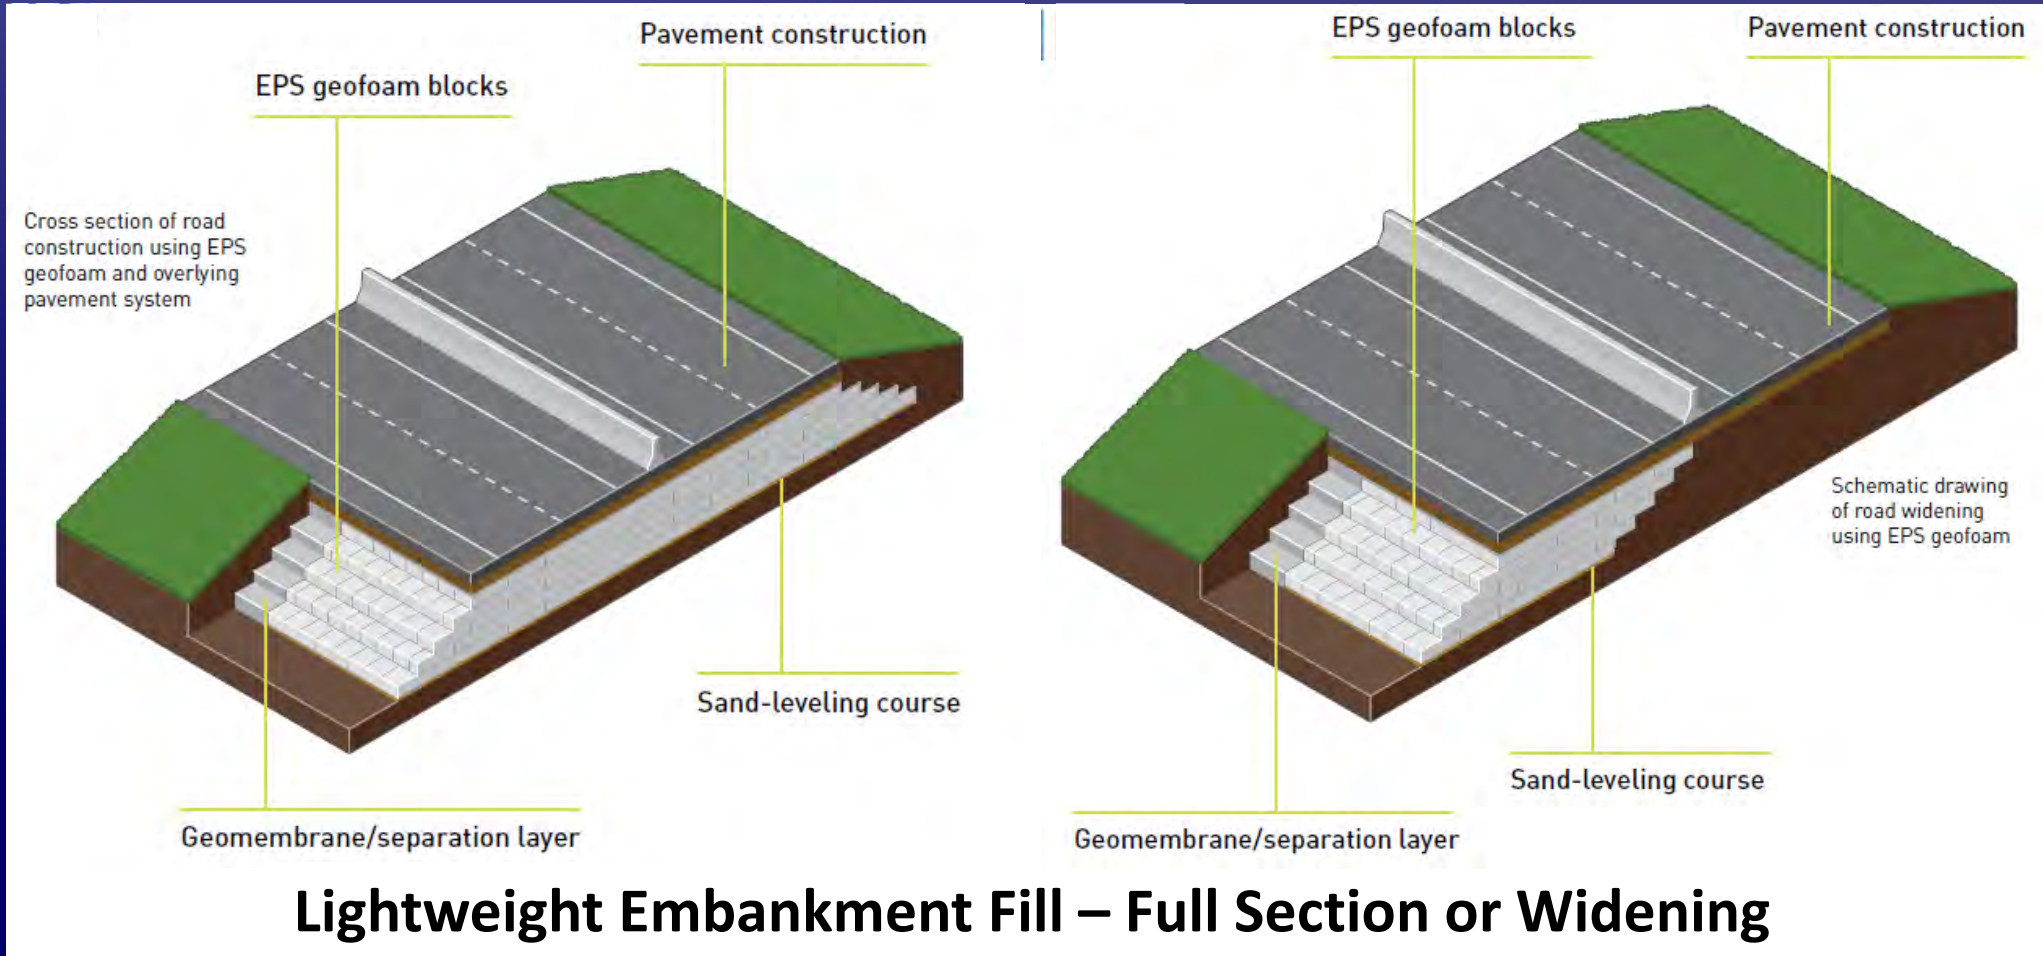 Pavement construction
EPS geofoam blocks
Cross section of road
construction using EPS
geofoam and overlying
pavement system
Sand-leveling course
Geomembrane/separation layer
EPS geofoam blocks
Pavement construction
Schematic drawing
of road widening
using EPS geofoam
Sand-leveling course
Geomembrane/separation layer
Lightweight Embankment Fill – Full Section or Widening